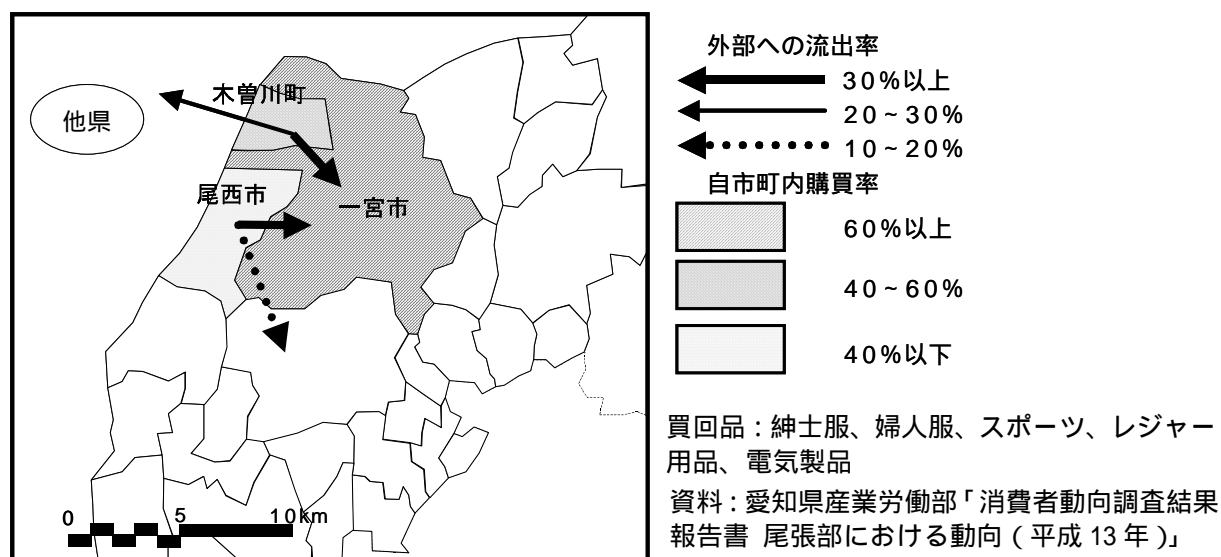 木曽川町
他県
尾西市
一宮市
0 5 10km
外部への流出率
30%以上
20~30%
10~20%
自市町内購買率
60%以上
40~60%
40%以下
買回品：紳士服、婦人服、スポーツ、レジャー
用品、電気製品
資料：愛知県産業労働部「消費者動向調査結果
報告書 尾張部における動向（平成13年）」